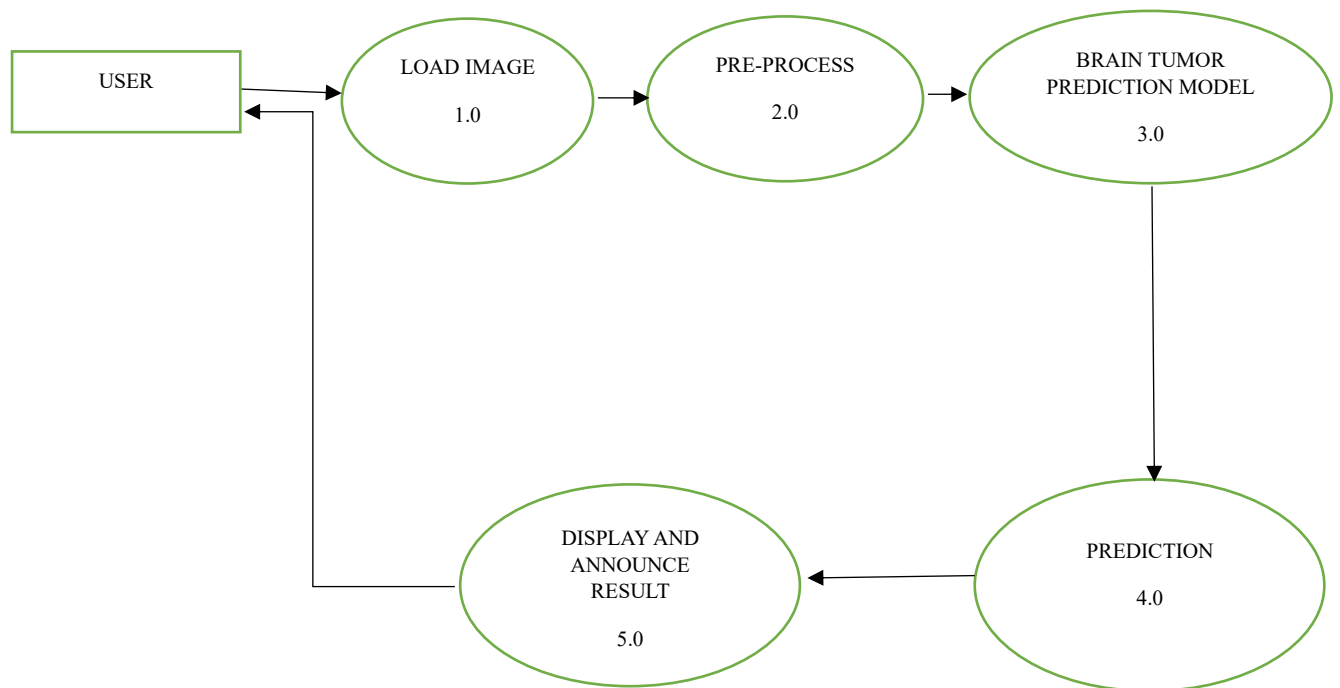 USER
LOAD IMAGE
1.0
PRE-PROCESS
2.0
BRAIN TUMOR
PREDICTION MODEL
3.0
PREDICTION
4.0
DISPLAY AND
ANNOUNCE
RESULT
5.0